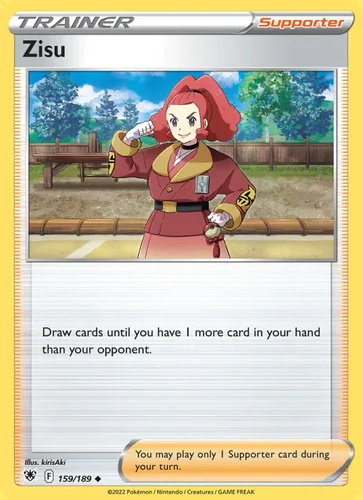 TRAINER Supporter
Zisu
Draw cards until you have 1 more card in your hand
than your opponent.
Illus. kirisAki
You may play only 1 Supporter card during
your turn.
F 159/189
©2022 Pokémon / Nintendo / Creatures / GAME FREAK